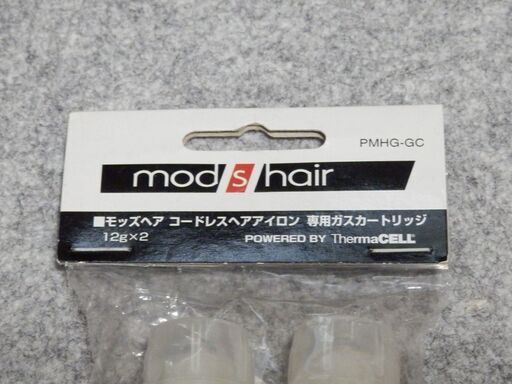 PMHG-GC
mod s hair
■モッズヘア コードレスヘアアイロン 専用ガスカートリッジ
12g×2
POWERED BY ThermaCELL